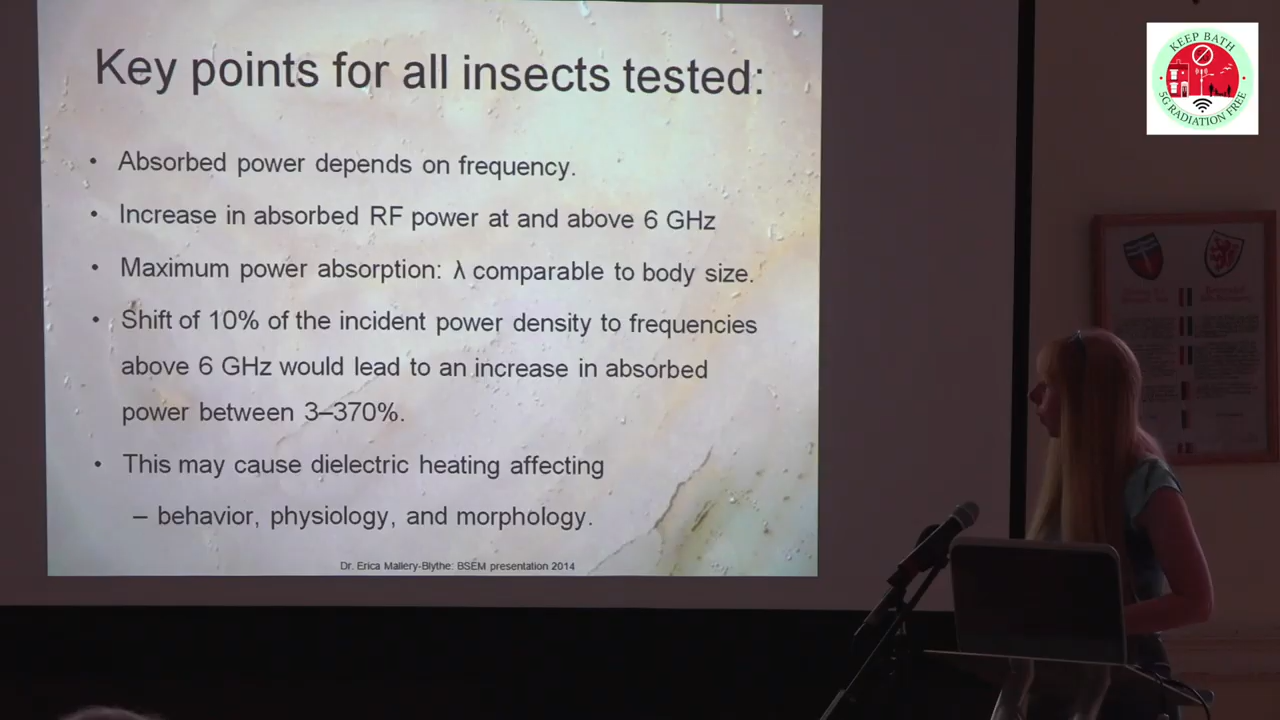 Key points for all insects tested:
• Absorbed power depends on frequency.
• Increase in absorbed RF power at and above 6 GHz
• Maximum power absorption: λ comparable to body size.
• Shift of 10% of the incident power density to frequencies
above 6 GHz would lead to an increase in absorbed
power between 3–370%.
• This may cause dielectric heating affecting
– behavior, physiology, and morphology.
Dr. Erica Mallery-Blythe: BSEM presentation 2014
KEEP BATH
5G RADIATION FREE